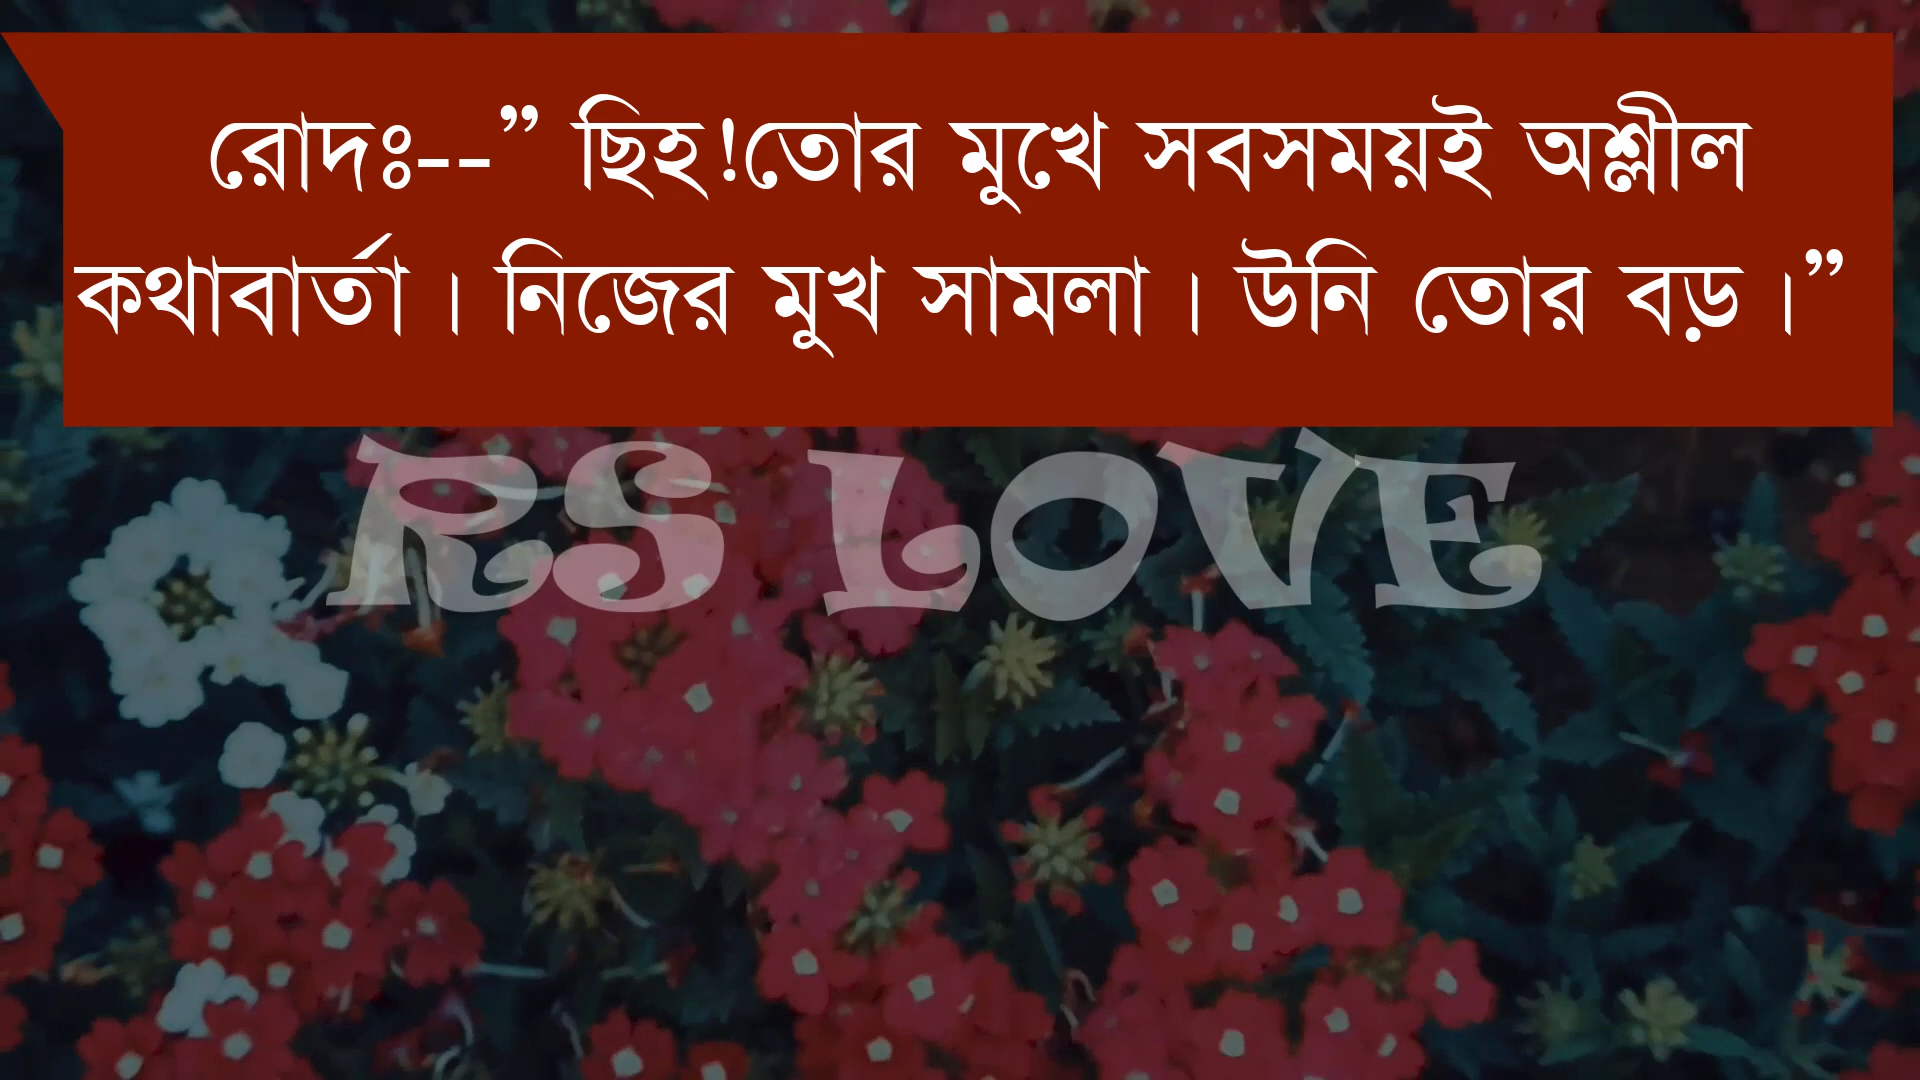 রোদঃ--” ছিহ!তোর মুখে সবসময়ই অশ্লীল
কথাবার্তা । নিজের মুখ সামলা । উনি তোর বড় ।”
RS LOVE